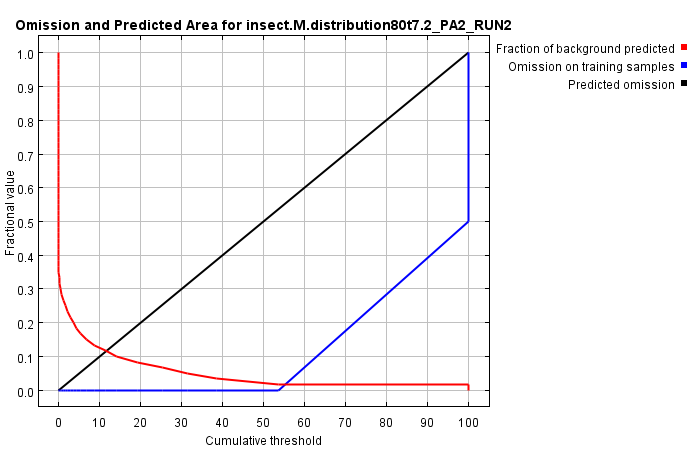 Omission and Predicted Area for insect.M.distribution80t7.2_PA2_RUN2
Fraction of background predicted
Omission on training samples
Predicted omission
Fractional value
1.0
0.9
0.8
0.7
0.6
0.5
0.4
0.3
0.2
0.1
0.0
0 10 20 30 40 50 60 70 80 90 100
Cumulative threshold